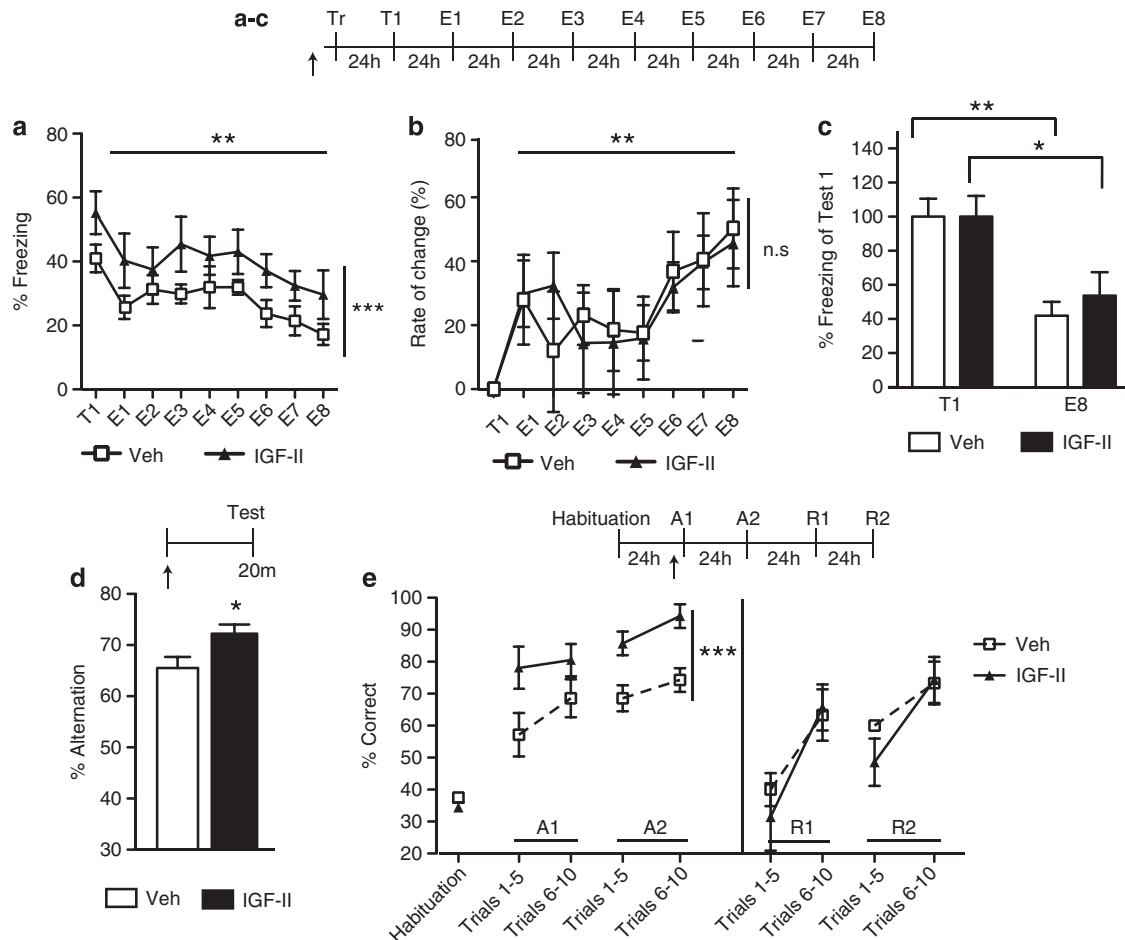 a-c Tr T1 E1 E2 E3 E4 E5 E6 E7 E8
24h 24h 24h 24h 24h 24h 24h 24h 24h
a
**
% Freezing
80
60
40
20
0
***
T1 E1 E2 E3 E4 E5 E6 E7 E8
Veh IGF-II
b
**
Rate of change (%)
80
60
40
20
0
n.s
T1 E1 E2 E3 E4 E5 E6 E7 E8
Veh IGF-II
c
**
*
% Freezing of Test 1
140
120
100
80
60
40
20
0
T1 E8
Veh IGF-II
Test
20m
d
*
% Alternation
80
70
60
50
40
30
Veh IGF-II
Habituation A1 A2 R1 R2
24h 24h 24h 24h
e
% Correct
100
90
80
70
60
50
40
30
20
***
Veh
IGF-II
A1 A2 R1 R2
Habituation
Trials 1-5
Trials 6-10
Trials 1-5
Trials 6-10
Trials 1-5
Trials 6-10
Trials 1-5
Trials 6-10